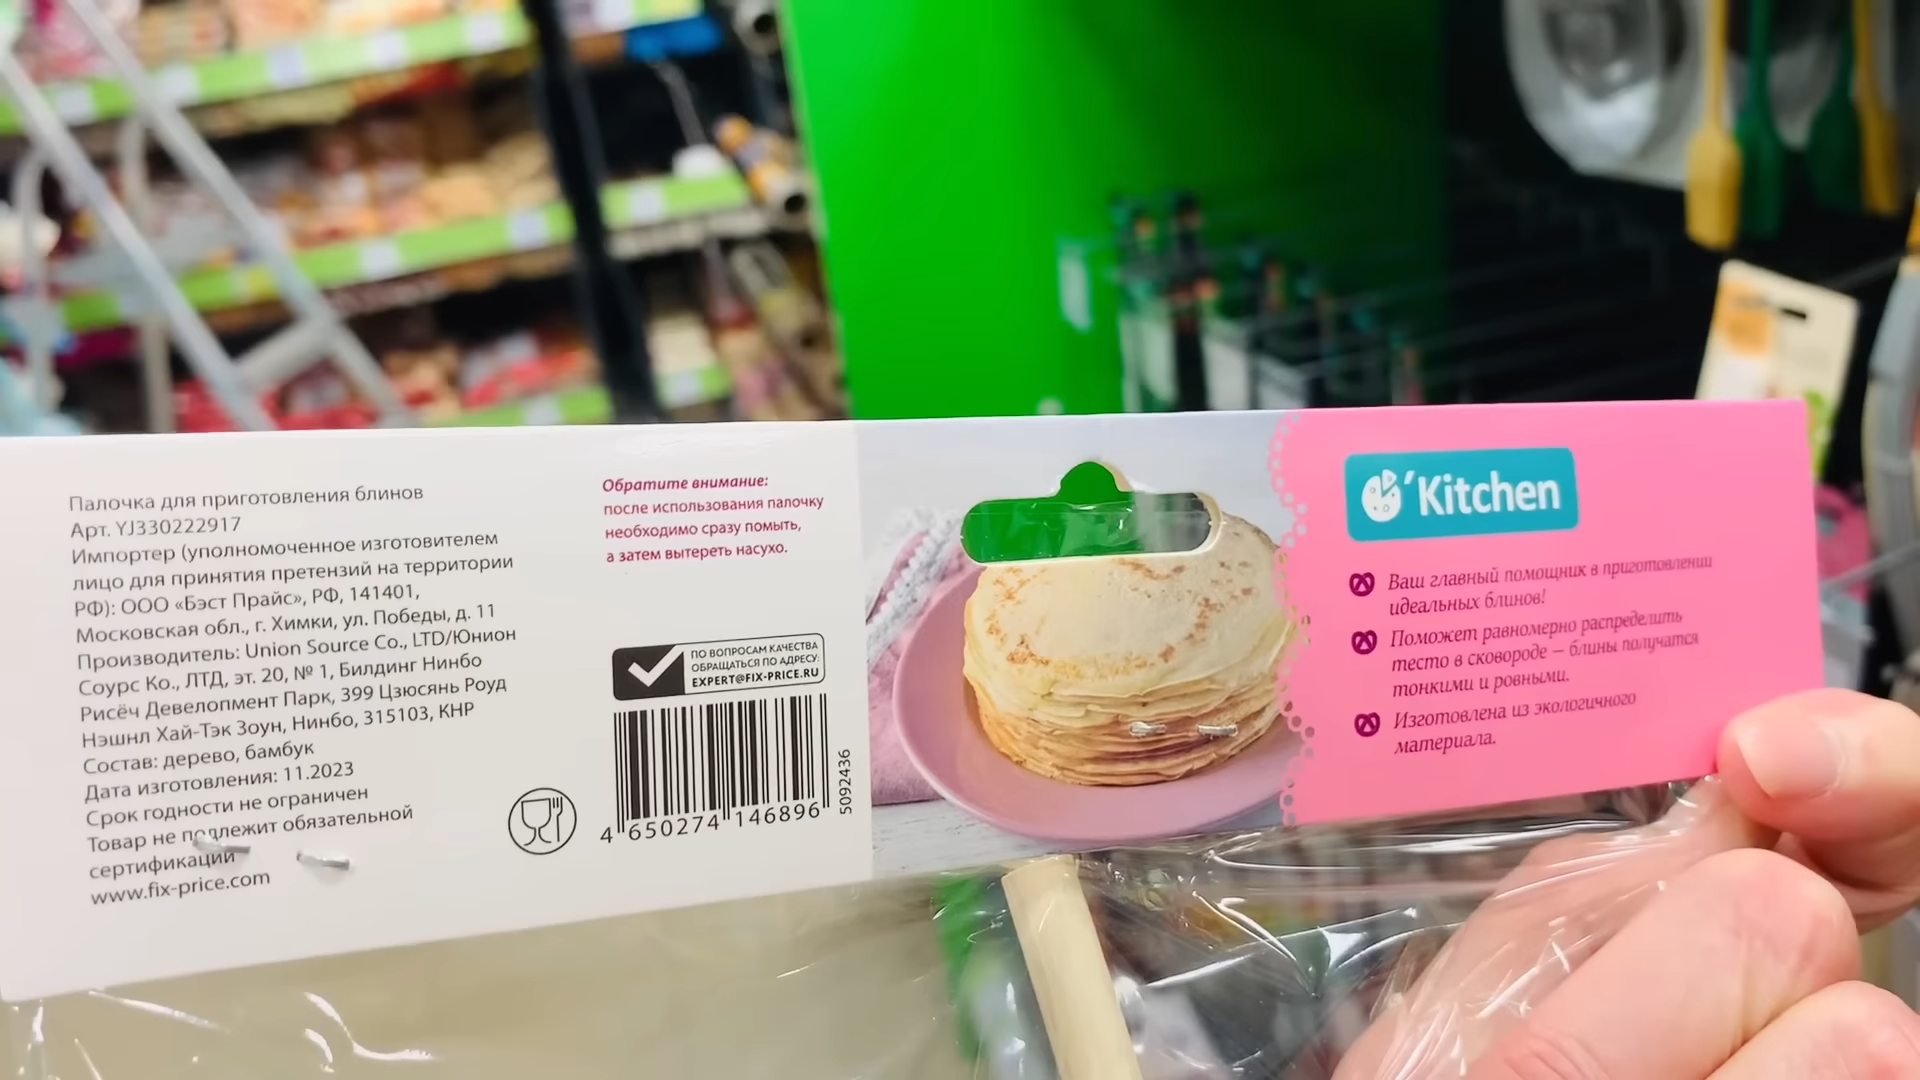 Палочка для приготовления блинов
Арт. YJ330222917
Импортер (уполномоченное изготовителем
лицо для принятия претензий на территории
РФ): ООО «Бэст Прайс», РФ, 141401,
Московская обл., г. Химки, ул. Победы, д. 11
Производитель: Union Source Co., LTD/Юнион
Соурс Ко., ЛТД, эт. 20, № 1, Билдинг Нинбо
Рисёч Девелопмент Парк, 399 Цзюсянь Роуд
Нэшнл Хай-Тэк Зоун, Нинбо, 315103, КНР
Состав: дерево, бамбук
Дата изготовления: 11.2023
Срок годности не ограничен
Товар не подлежит обязательной
сертификации
www.fix-price.com
Обратите внимание:
после использования палочку
необходимо сразу помыть,
а затем вытереть насухо.
ПО ВОПРОСАМ КАЧЕСТВА
ОБРАЩАТЬСЯ ПО АДРЕСУ:
EXPERT@FIX-PRICE.RU
4 650274 146896
5092436
’Kitchen
Ваш главный помощник в приготовлении
идеальных блинов!
Поможет равномерно распределить
тесто в сковороде – блины получатся
тонкими и ровными.
Изготовлена из экологичного
материала.